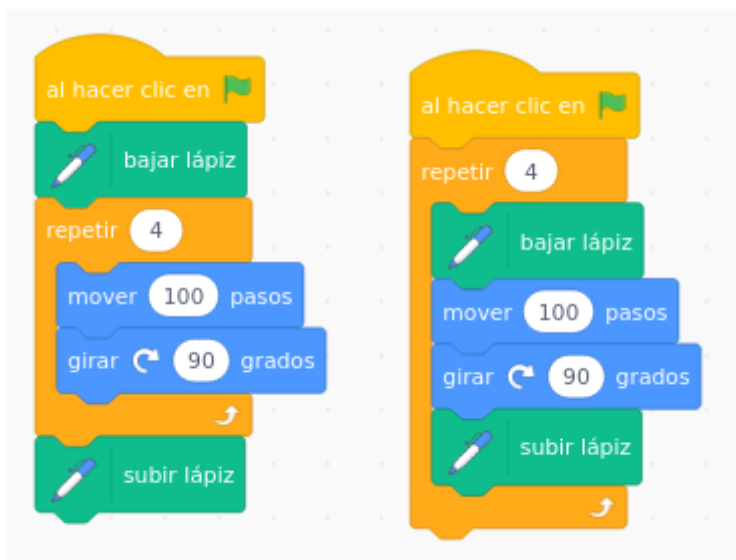 al hacer clic en
bajar lápiz
repetir 4
mover 100 pasos
girar 90 grados
subir lápiz
al hacer clic en
repetir 4
bajar lápiz
mover 100 pasos
girar 90 grados
subir lápiz